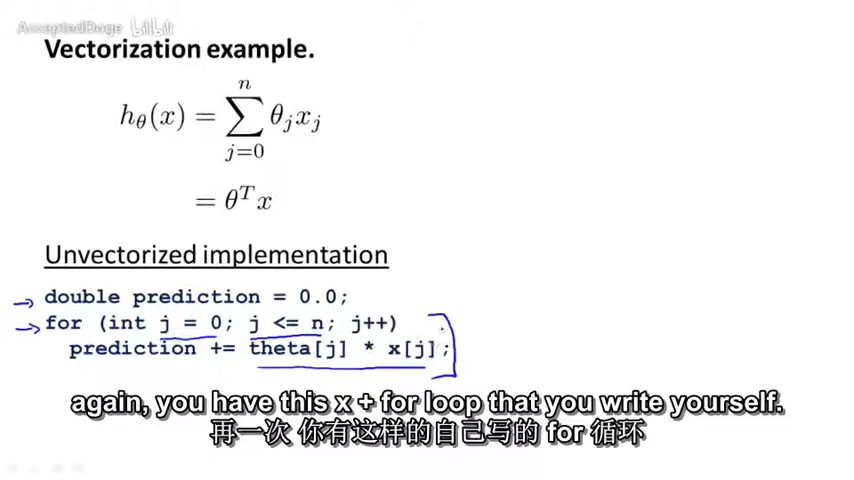 AcceptedDoge bilibili
Vectorization example.
hθ(x) = ∑ⁿⱼ₌₀ θⱼxⱼ
= θᵀx
Unvectorized implementation
double prediction = 0.0;
for (int j = 0; j <= n; j++)
prediction += theta[j] * x[j];
again, you have this x + for loop that you write yourself.
再一次 你有这样的自己写的 for 循环